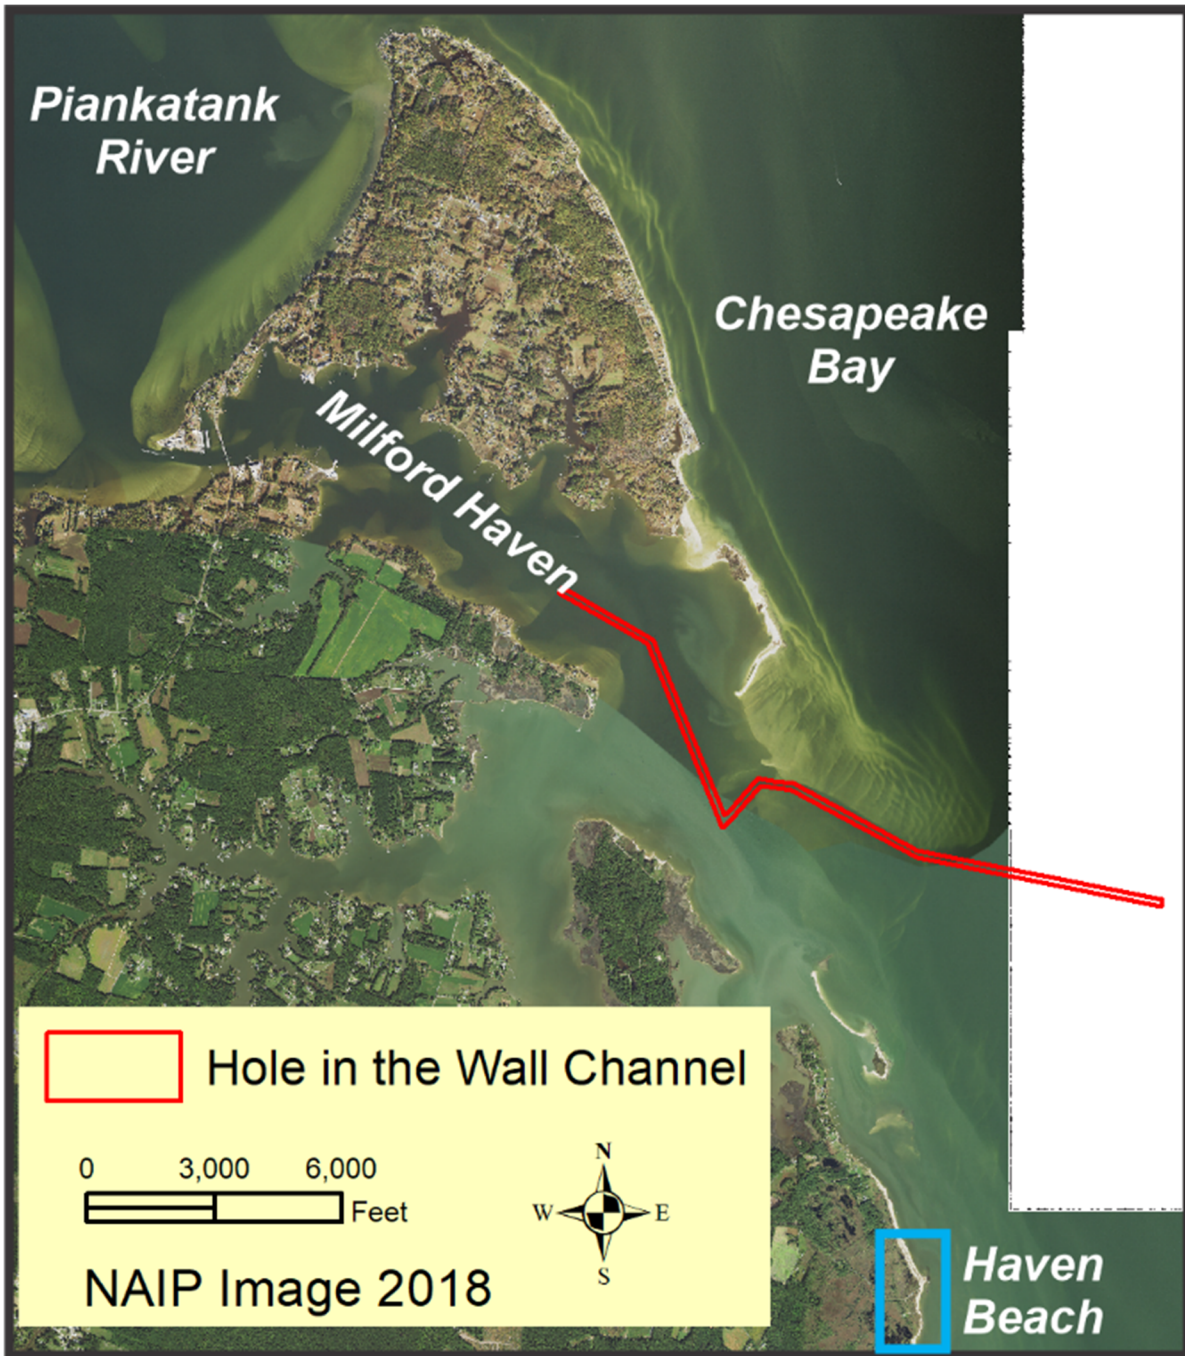 Piankatank
River
Chesapeake
Bay
Milford Haven
Hole in the Wall Channel
0 3,000 6,000
Feet
N
W E
S
NAIP Image 2018
Haven
Beach